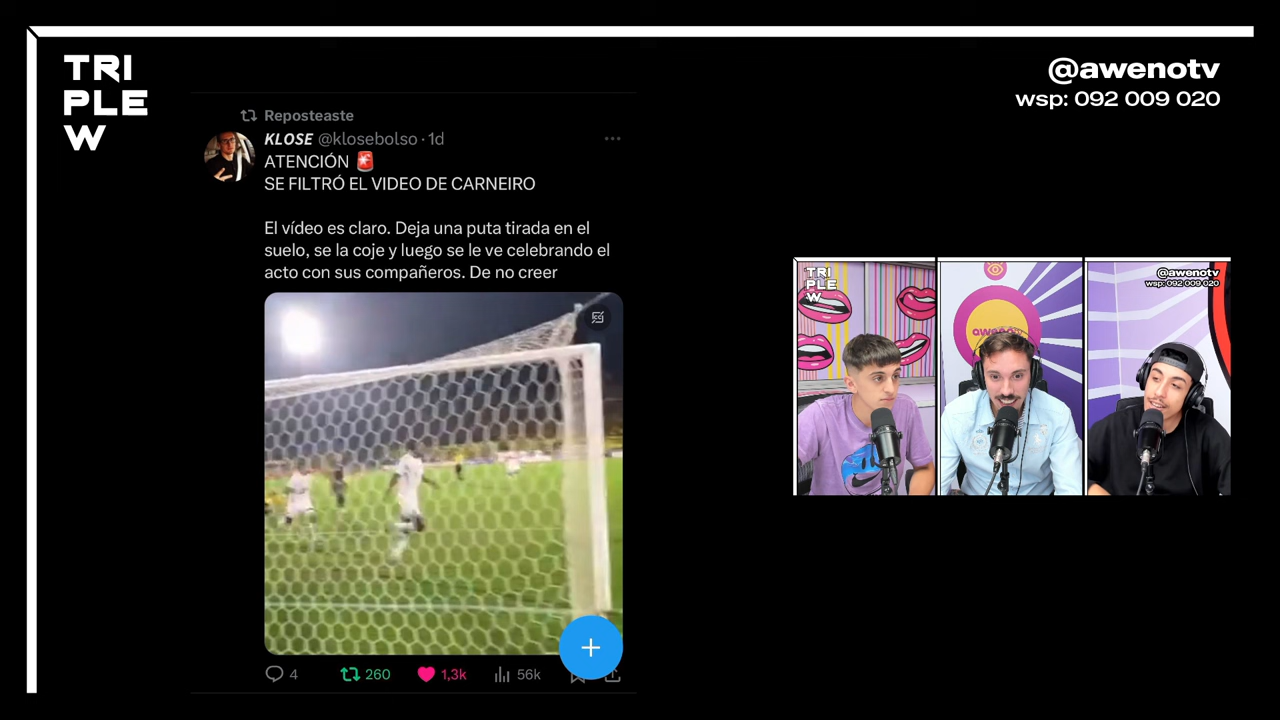 TRI
PLE
W
@awenotv
wsp: 092 009 020
Reposteaste
KLOSE @klosebolso · 1d
ATENCIÓN 🚨
SE FILTRÓ EL VIDEO DE CARNEIRO
El vídeo es claro. Deja una puta tirada en el
suelo, se la coje y luego se le ve celebrando el
acto con sus compañeros. De no creer
4 260 1,3k 56k
TRI
PLE
W
@awenotv
wsp: 092 009 020